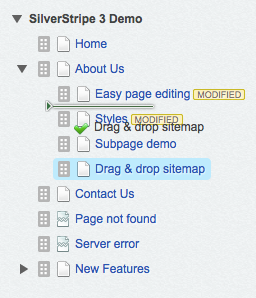 SilverStripe 3 Demo
Home
About Us
Easy page editing MODIFIED
Styles MODIFIED
Drag & drop sitemap
Subpage demo
Drag & drop sitemap
Contact Us
Page not found
Server error
New Features